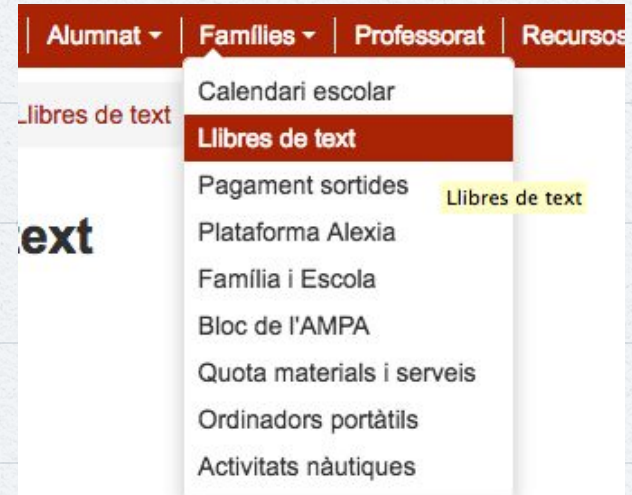 Alumnat Famílies Professorat Recursos
Llibres de text
Calendari escolar
Llibres de text
Pagament sortides
Llibres de text
Plataforma Alexia
Família i Escola
Bloc de l'AMPA
Quota materials i serveis
Ordinadors portàtils
Activitats nàutiques